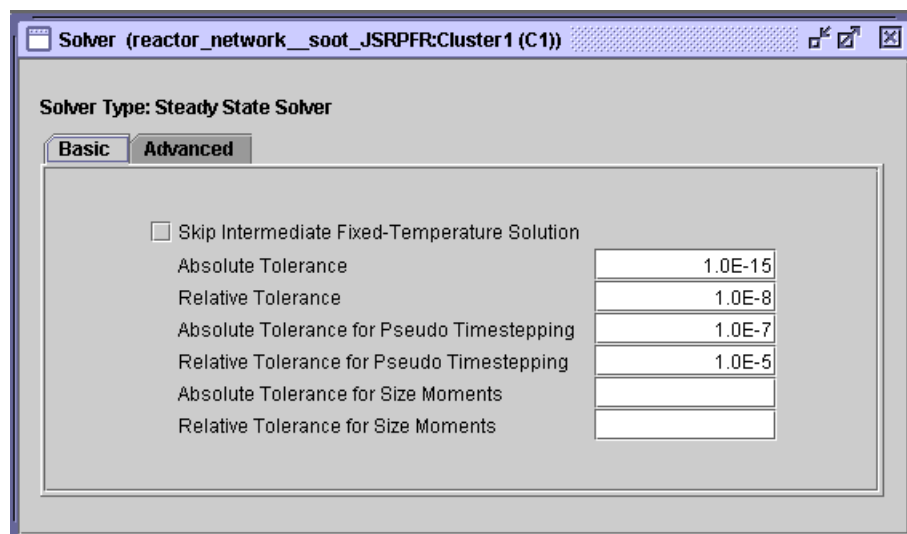 Solver (reactor_network__soot_JSRPFR:Cluster1 (C1))
Solver Type: Steady State Solver
Basic Advanced
Skip Intermediate Fixed-Temperature Solution
Absolute Tolerance 1.0E-15
Relative Tolerance 1.0E-8
Absolute Tolerance for Pseudo Timestepping 1.0E-7
Relative Tolerance for Pseudo Timestepping 1.0E-5
Absolute Tolerance for Size Moments
Relative Tolerance for Size Moments